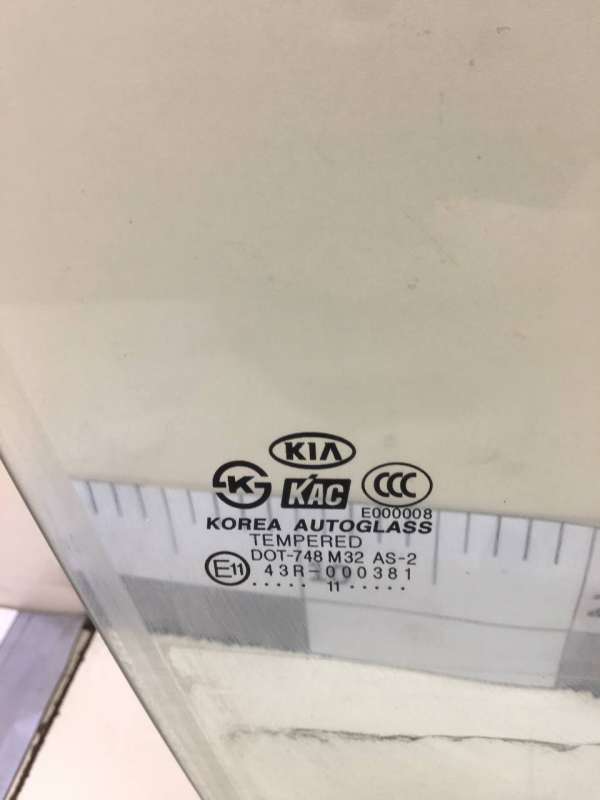 KIA
K KAC CCC
E000008
KOREA AUTOGLASS
TEMPERED
DOT-748 M32 AS-2
E11 43R-000381
..... 11 .....